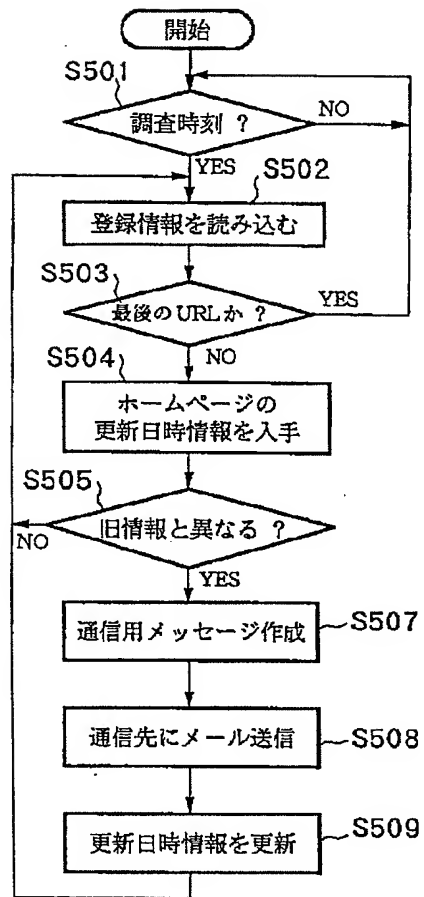 開始
S501
調査時刻 ?
NO
YES
S502
登録情報を読み込む
S503
最後のURLか ?
YES
NO
S504
ホームページの
更新日時情報を入手
S505
旧情報と異なる ?
NO
YES
通信用メッセージ作成
S507
通信先にメール送信
S508
更新日時情報を更新
S509